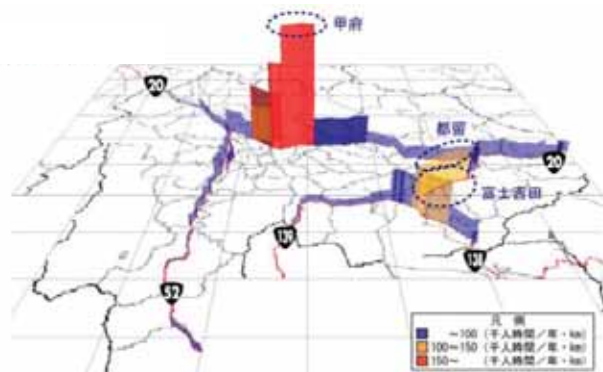 甲府
20
都留
20
富士吉田
139
138
52
凡例
～100 (千人時間／年・km)
100～150 (千人時間／年・km)
150～ (千人時間／年・km)